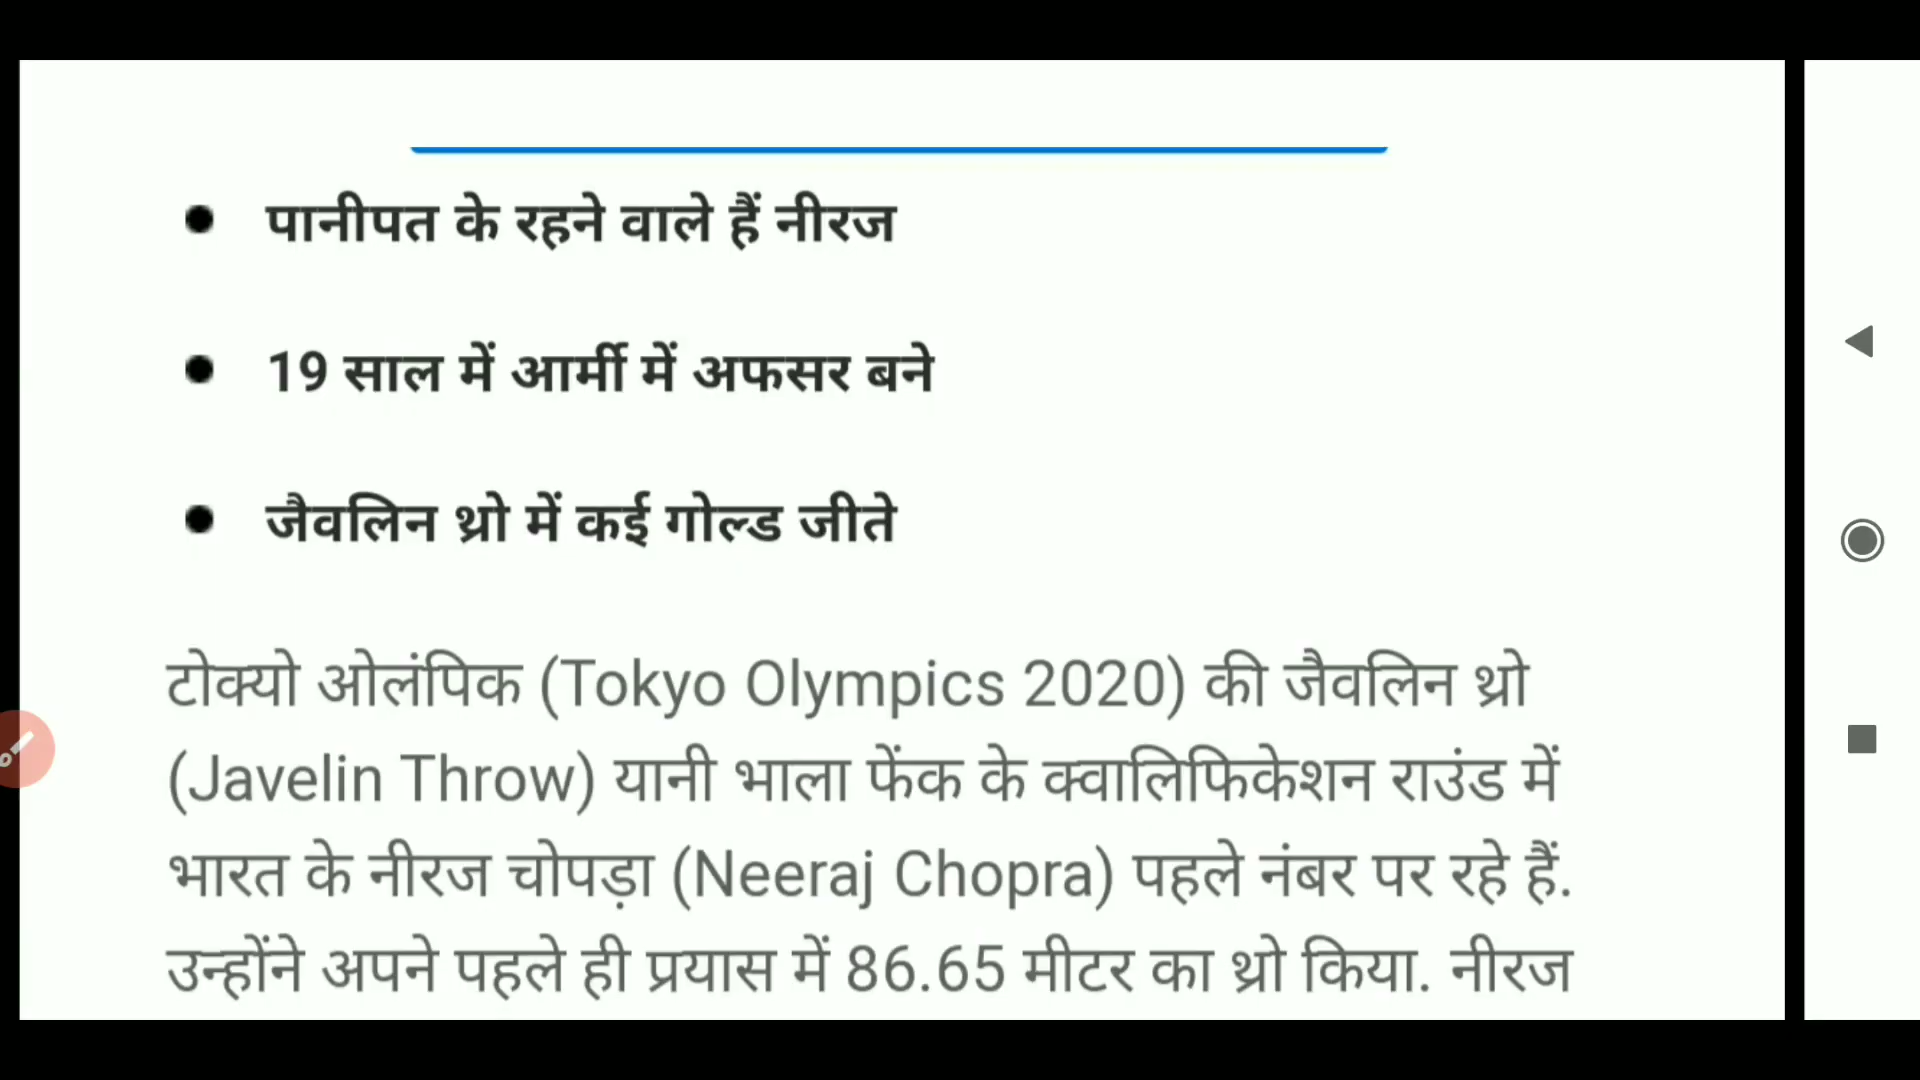 पानीपत के रहने वाले हैं नीरज
19 साल में आर्मी में अफसर बने
जैवलिन थ्रो में कई गोल्ड जीते
टोक्यो ओलंपिक (Tokyo Olympics 2020) की जैवलिन थ्रो
(Javelin Throw) यानी भाला फेंक के क्वालिफिकेशन राउंड में
भारत के नीरज चोपड़ा (Neeraj Chopra) पहले नंबर पर रहे हैं.
उन्होंने अपने पहले ही प्रयास में 86.65 मीटर का थ्रो किया. नीरज